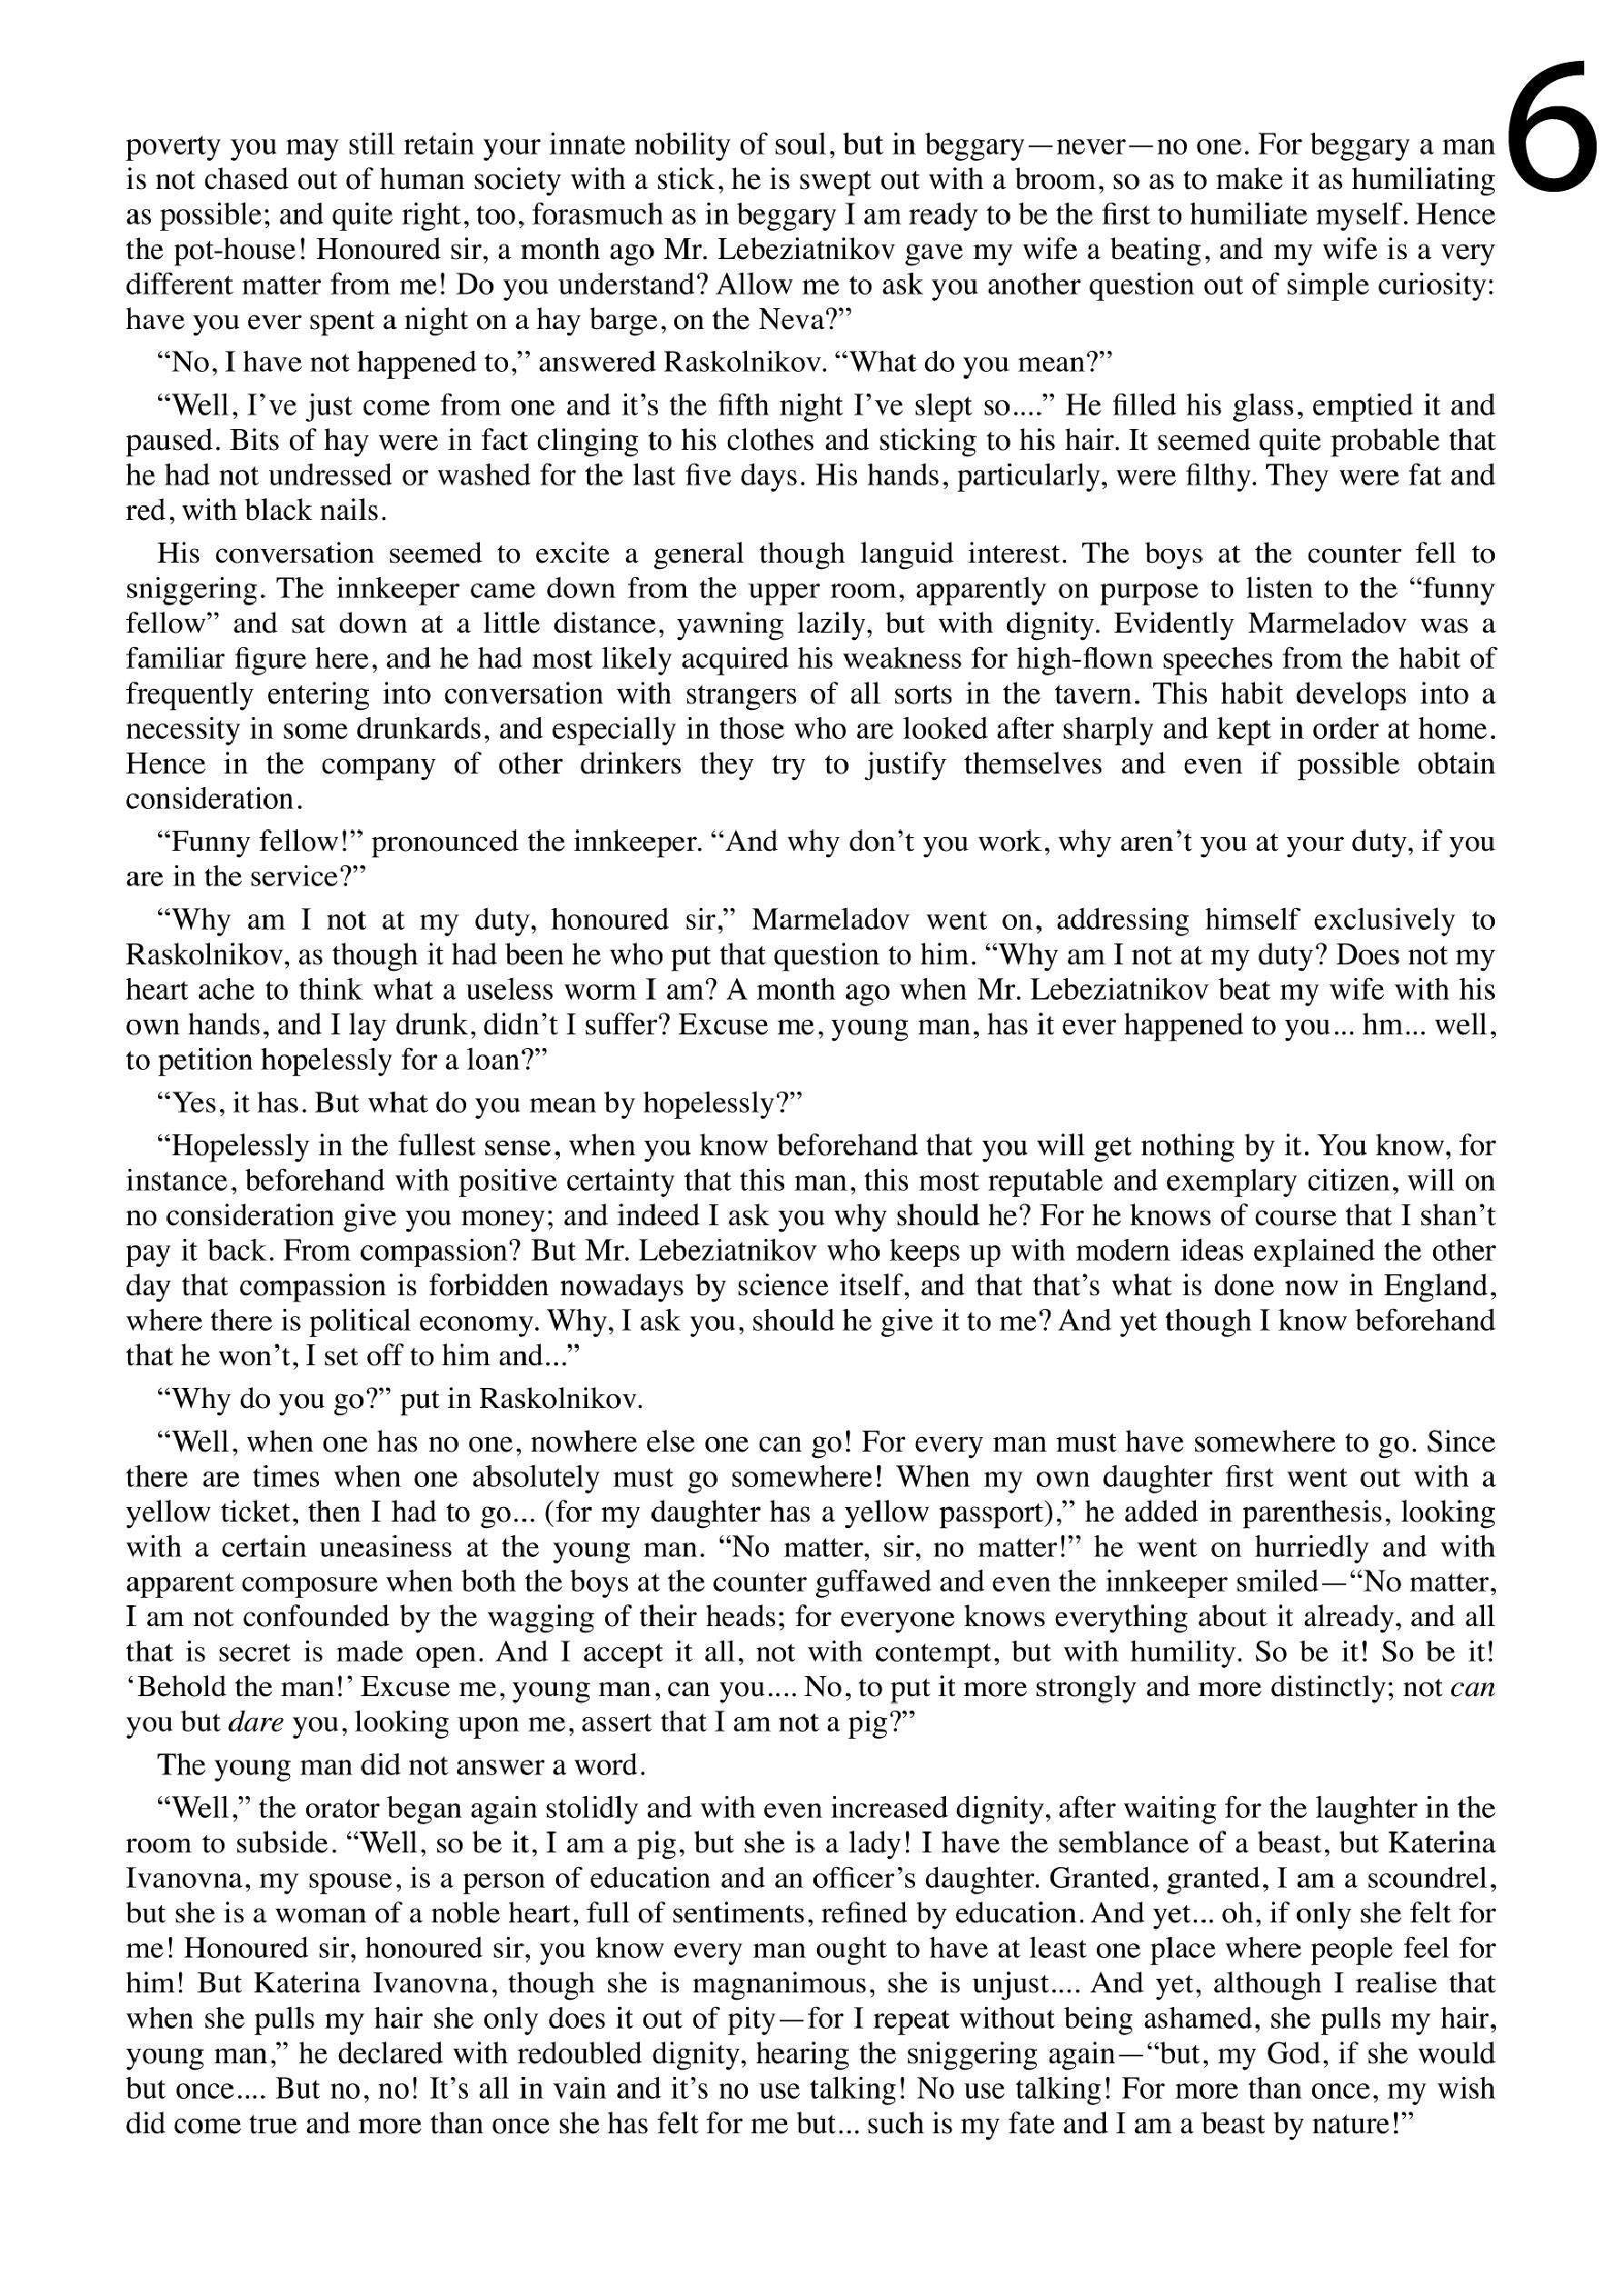 6
poverty you may still retain your innate nobility of soul, but in beggary—never—no one. For beggary a man
is not chased out of human society with a stick, he is swept out with a broom, so as to make it as humiliating
as possible; and quite right, too, forasmuch as in beggary I am ready to be the first to humiliate myself. Hence
the pot-house! Honoured sir, a month ago Mr. Lebeziatnikov gave my wife a beating, and my wife is a very
different matter from me! Do you understand? Allow me to ask you another question out of simple curiosity:
have you ever spent a night on a hay barge, on the Neva?”
“No, I have not happened to,” answered Raskolnikov. “What do you mean?”
“Well, I’ve just come from one and it’s the fifth night I’ve slept so....” He filled his glass, emptied it and
paused. Bits of hay were in fact clinging to his clothes and sticking to his hair. It seemed quite probable that
he had not undressed or washed for the last five days. His hands, particularly, were filthy. They were fat and
red, with black nails.
His conversation seemed to excite a general though languid interest. The boys at the counter fell to
sniggering. The innkeeper came down from the upper room, apparently on purpose to listen to the “funny
fellow” and sat down at a little distance, yawning lazily, but with dignity. Evidently Marmeladov was a
familiar figure here, and he had most likely acquired his weakness for high-flown speeches from the habit of
frequently entering into conversation with strangers of all sorts in the tavern. This habit develops into a
necessity in some drunkards, and especially in those who are looked after sharply and kept in order at home.
Hence in the company of other drinkers they try to justify themselves and even if possible obtain
consideration.
“Funny fellow!” pronounced the innkeeper. “And why don’t you work, why aren’t you at your duty, if you
are in the service?”
“Why am I not at my duty, honoured sir,” Marmeladov went on, addressing himself exclusively to
Raskolnikov, as though it had been he who put that question to him. “Why am I not at my duty? Does not my
heart ache to think what a useless worm I am? A month ago when Mr. Lebeziatnikov beat my wife with his
own hands, and I lay drunk, didn’t I suffer? Excuse me, young man, has it ever happened to you... hm... well,
to petition hopelessly for a loan?”
“Yes, it has. But what do you mean by hopelessly?”
“Hopelessly in the fullest sense, when you know beforehand that you will get nothing by it. You know, for
instance, beforehand with positive certainty that this man, this most reputable and exemplary citizen, will on
no consideration give you money; and indeed I ask you why should he? For he knows of course that I shan’t
pay it back. From compassion? But Mr. Lebeziatnikov who keeps up with modern ideas explained the other
day that compassion is forbidden nowadays by science itself, and that that’s what is done now in England,
where there is political economy. Why, I ask you, should he give it to me? And yet though I know beforehand
that he won’t, I set off to him and...”
“Why do you go?” put in Raskolnikov.
“Well, when one has no one, nowhere else one can go! For every man must have somewhere to go. Since
there are times when one absolutely must go somewhere! When my own daughter first went out with a
yellow ticket, then I had to go... (for my daughter has a yellow passport),” he added in parenthesis, looking
with a certain uneasiness at the young man. “No matter, sir, no matter!” he went on hurriedly and with
apparent composure when both the boys at the counter guffawed and even the innkeeper smiled—“No matter,
I am not confounded by the wagging of their heads; for everyone knows everything about it already, and all
that is secret is made open. And I accept it all, not with contempt, but with humility. So be it! So be it!
‘Behold the man!’ Excuse me, young man, can you.... No, to put it more strongly and more distinctly; not can
you but dare you, looking upon me, assert that I am not a pig?”
The young man did not answer a word.
“Well,” the orator began again stolidly and with even increased dignity, after waiting for the laughter in the
room to subside. “Well, so be it, I am a pig, but she is a lady! I have the semblance of a beast, but Katerina
Ivanovna, my spouse, is a person of education and an officer’s daughter. Granted, granted, I am a scoundrel,
but she is a woman of a noble heart, full of sentiments, refined by education. And yet... oh, if only she felt for
me! Honoured sir, honoured sir, you know every man ought to have at least one place where people feel for
him! But Katerina Ivanovna, though she is magnanimous, she is unjust.... And yet, although I realise that
when she pulls my hair she only does it out of pity—for I repeat without being ashamed, she pulls my hair,
young man,” he declared with redoubled dignity, hearing the sniggering again—“but, my God, if she would
but once.... But no, no! It’s all in vain and it’s no use talking! No use talking! For more than once, my wish
did come true and more than once she has felt for me but... such is my fate and I am a beast by nature!”